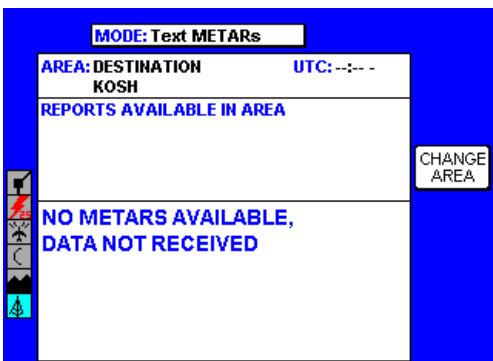 MODE: Text METARs
AREA: DESTINATION UTC: --:-- -
KOSH
REPORTS AVAILABLE IN AREA
CHANGE
AREA
25
NO METARS AVAILABLE,
DATA NOT RECEIVED